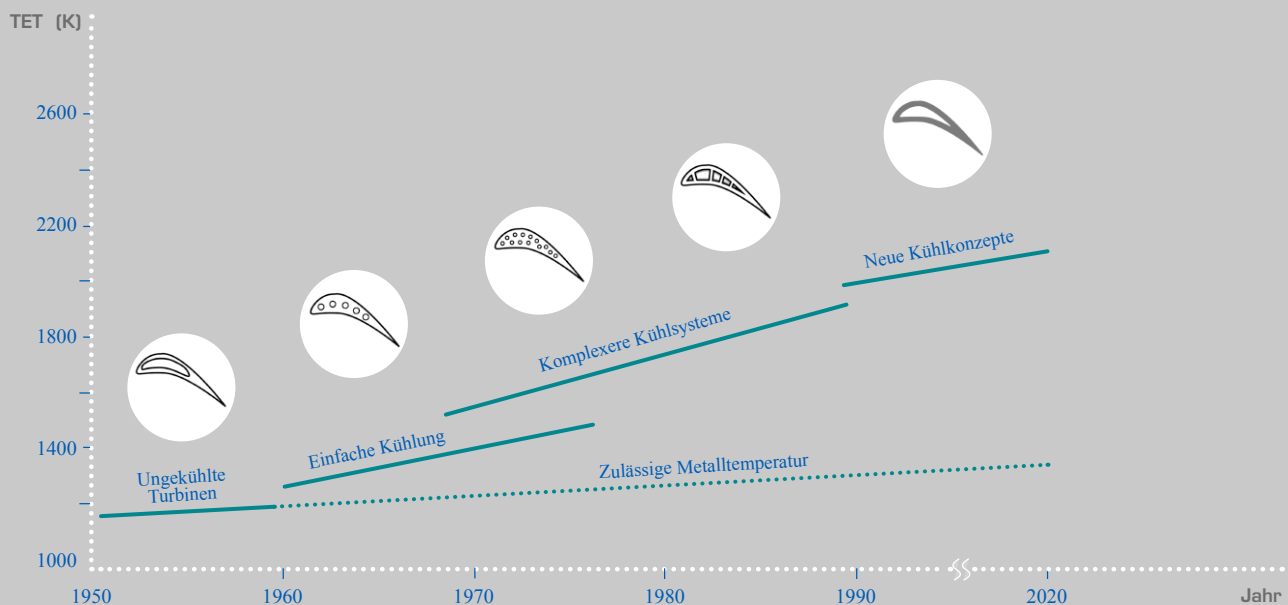 TET (K)
2600
2200
1800
1400
1000
Ungekühlte
Turbinen
Einfache Kühlung
Komplexere Kühlsysteme
Neue Kühlkonzepte
Zulässige Metalltemperatur
1950 1960 1970 1980 1990 2020 Jahr